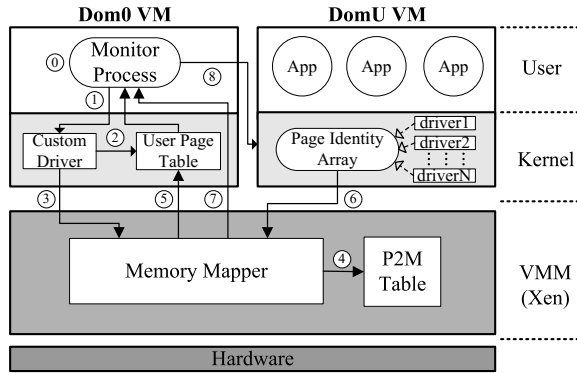 Dom0 VM
DomU VM
⓪
Monitor
Process
⑧
App
App
App
User
①
Custom
Driver
②
User Page
Table
Page Identity
Array
driver1
driver2
driverN
Kernel
③
⑤
⑦
⑥
Memory Mapper
④
P2M
Table
VMM
(Xen)
Hardware